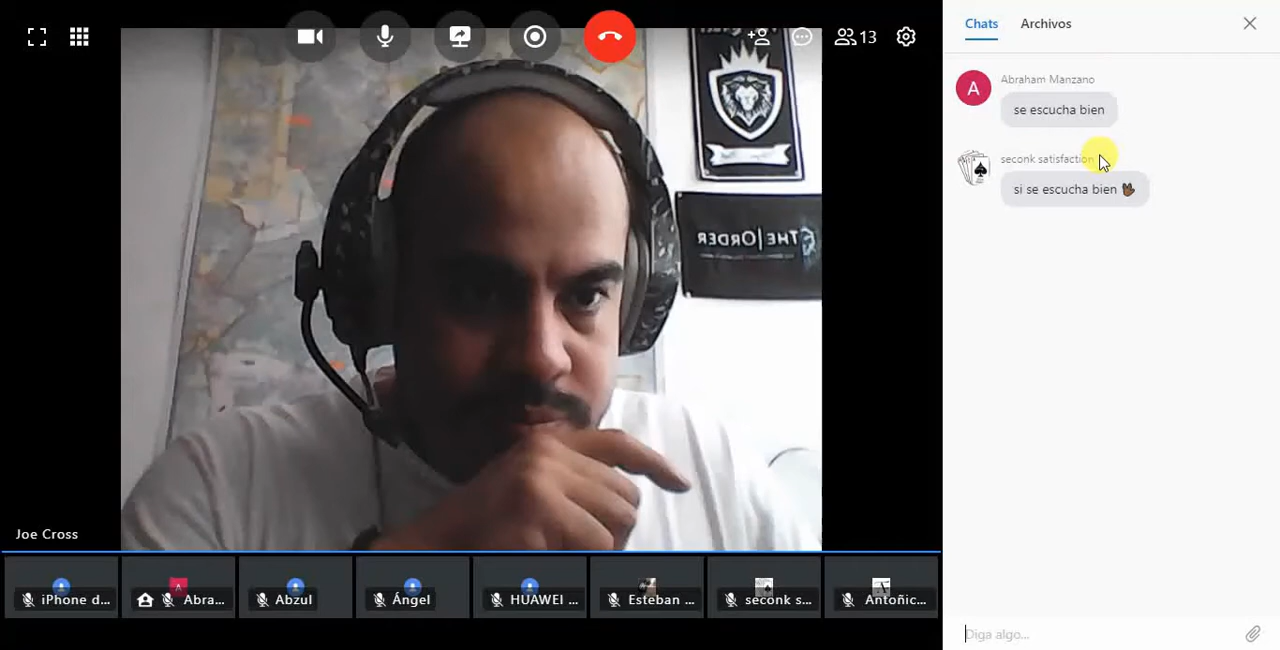 13
Chats
Archivos
Abraham Manzano
A
se escucha bien
seconk satisfaction
si se escucha bien 🖖🏾
THE|ORDER
Joe Cross
A
iPhone d...
Abra...
Abzul
Ángel
HUAWEI ...
Esteban ...
seconk s...
Antoñic...
Diga algo...